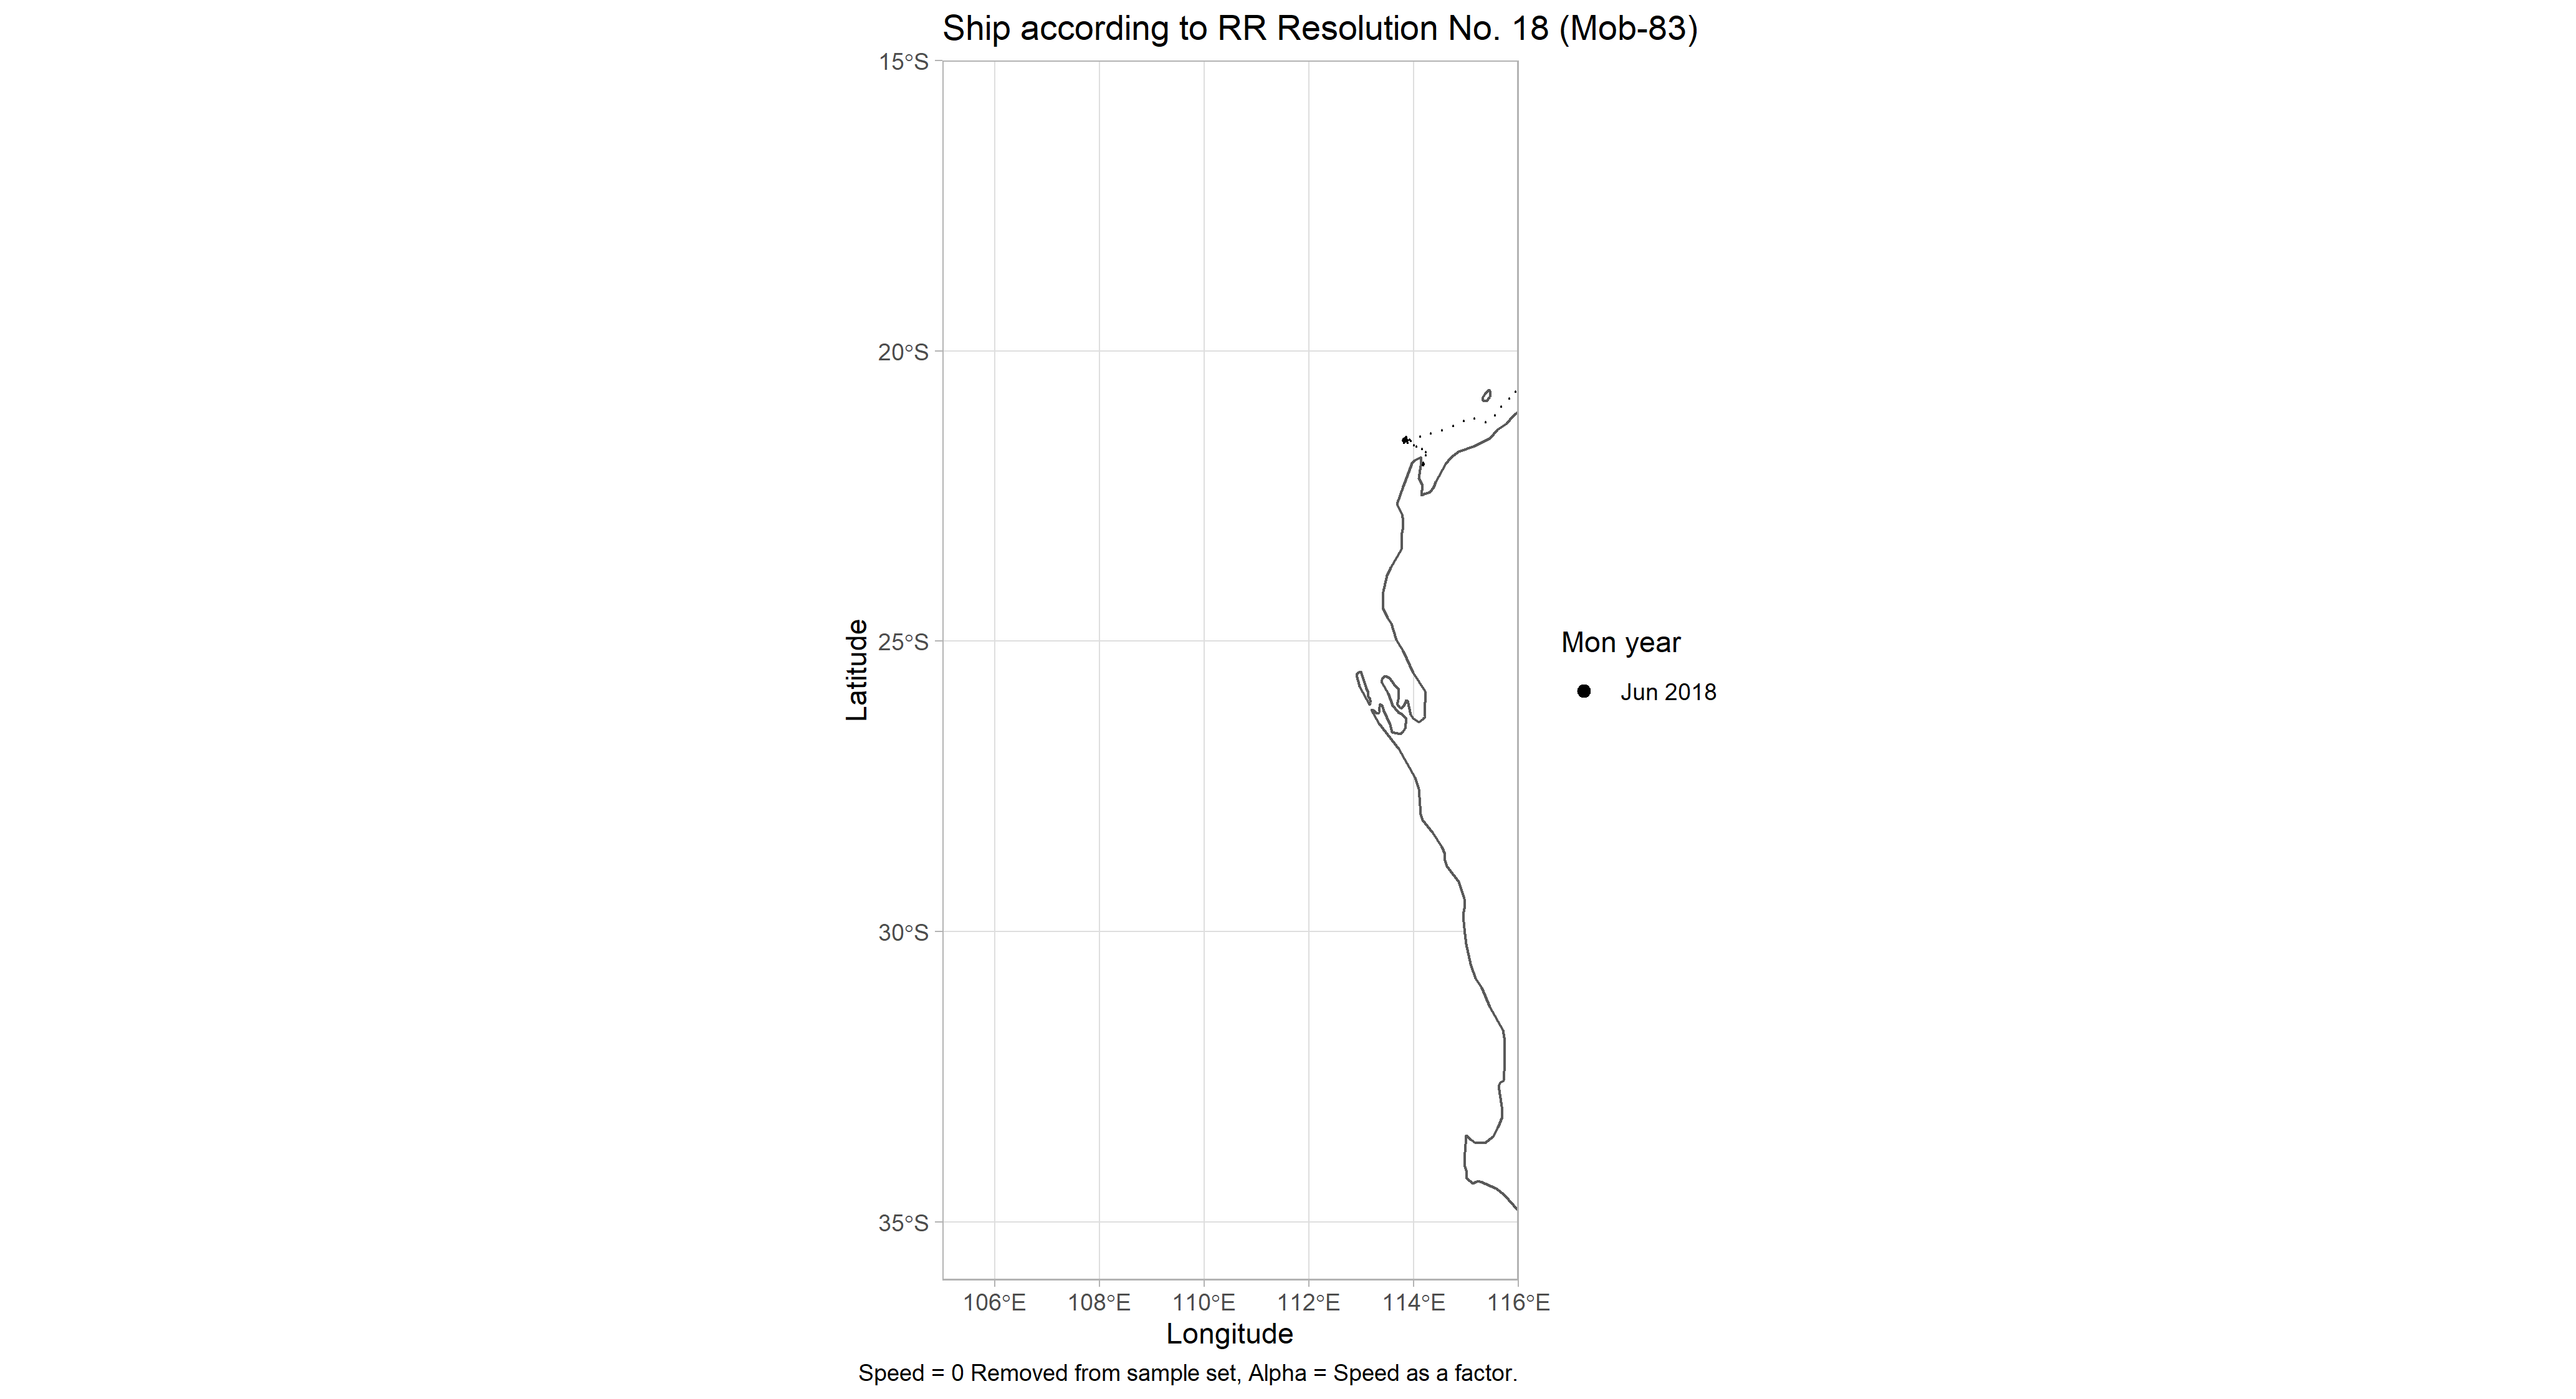 Ship according to RR Resolution No. 18 (Mob-83)
15°S
20°S
25°S
30°S
35°S
Latitude
106°E 108°E 110°E 112°E 114°E 116°E
Longitude
Mon year
Jun 2018
Speed = 0 Removed from sample set, Alpha = Speed as a factor.